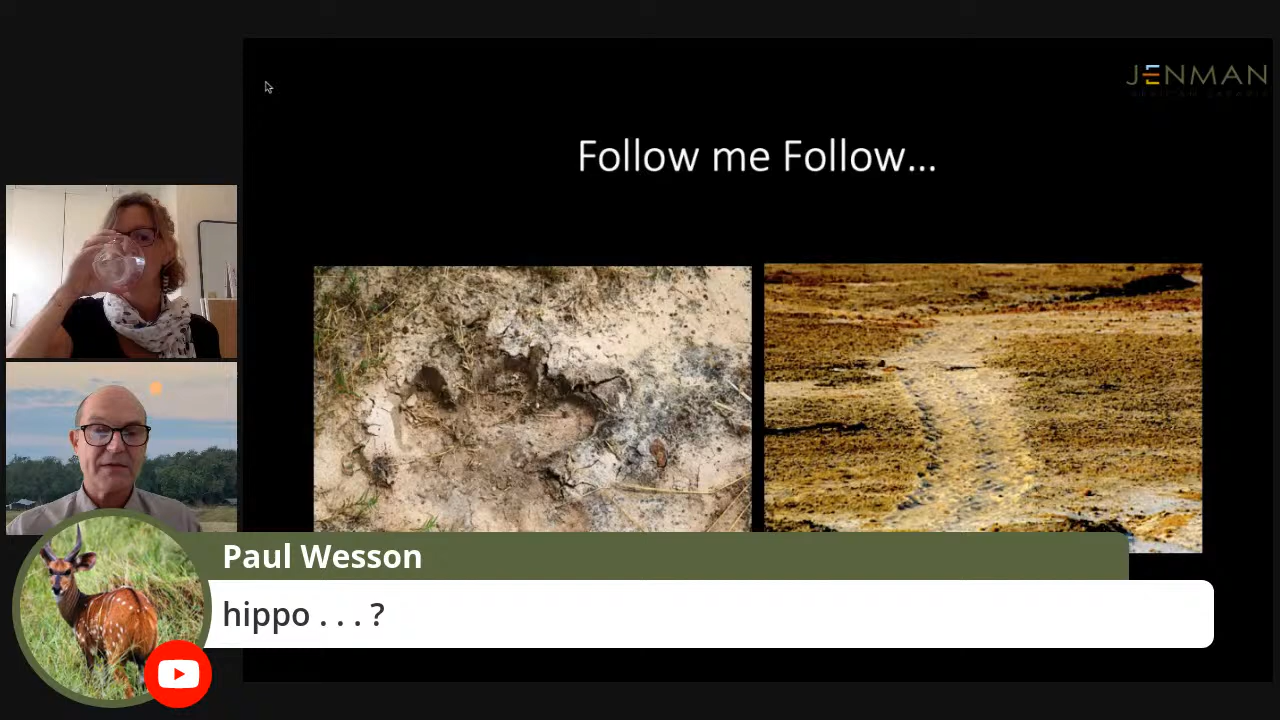 JENMAN
Follow me Follow...
Paul Wesson
hippo . . . ?